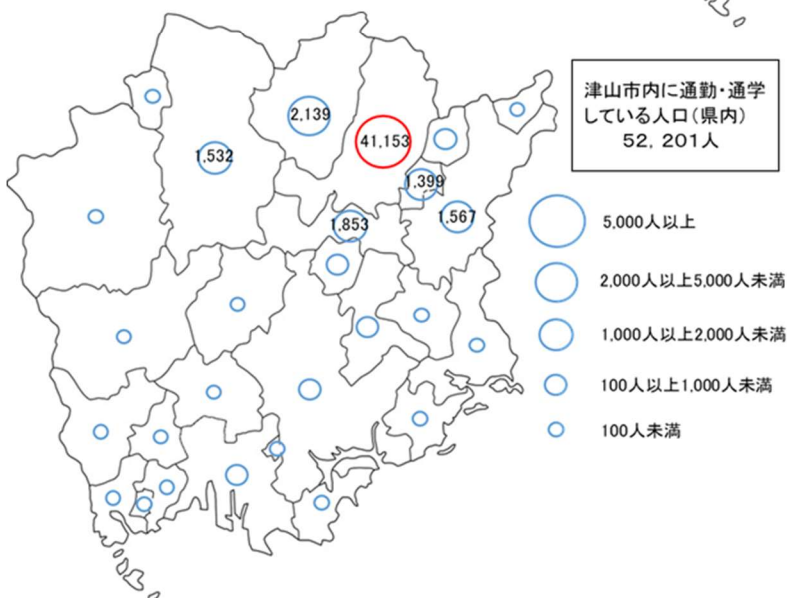 津山市内に通勤・通学
している人口(県内)
52,201人
2,139
41,153
1,532
1,399
1,853
1,567
5,000人以上
2,000人以上5,000人未満
1,000人以上2,000人未満
100人以上1,000人未満
100人未満